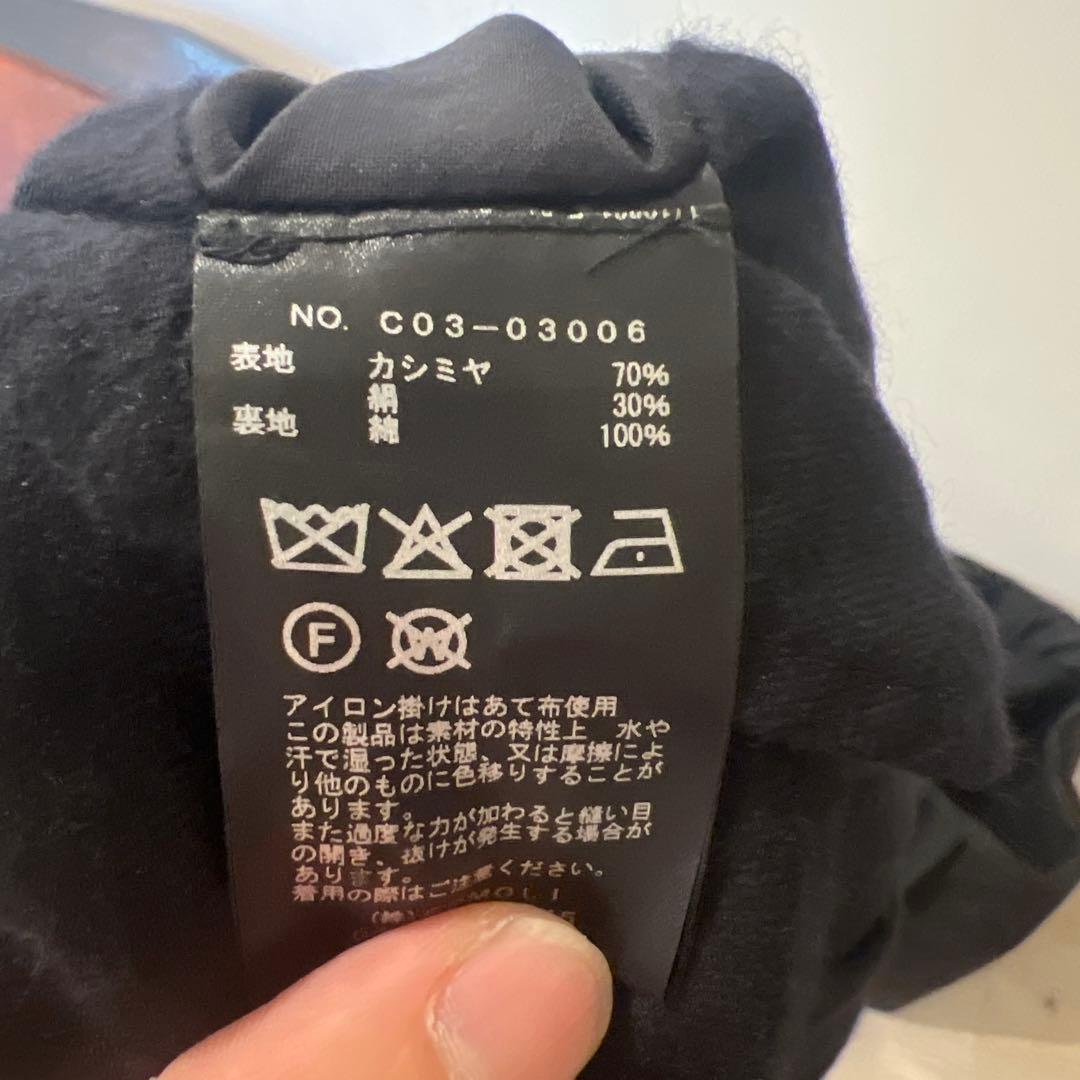 NO. C03-03006
表地 カシミヤ 70%
絹 30%
裏地 綿 100%
F
W
アイロン掛けはあて布使用
この製品は素材の特性上 水や
汗で湿った状態、又は摩擦によ
り他のものに色移りすることが
あります。
また過度な力が加わると縫い目
の開き、抜けが発生する場合が
あります。
着用の際はご注意ください。
MOLI
(株)